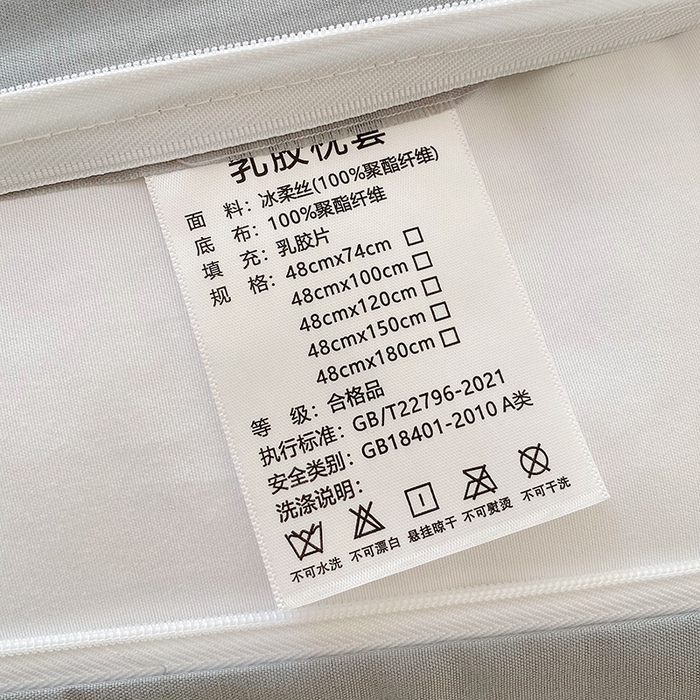 乳胶枕套
面 料：冰柔丝(100%聚酯纤维)
底 布：100%聚酯纤维
填 充：乳胶片
规 格：48cmx74cm □
48cmx100cm □
48cmx120cm □
48cmx150cm □
48cmx180cm □
等 级：合格品
执行标准：GB/T22796-2021
安全类别：GB18401-2010 A类
洗涤说明：
不可水洗 不可漂白 悬挂晾干 不可熨烫 不可干洗